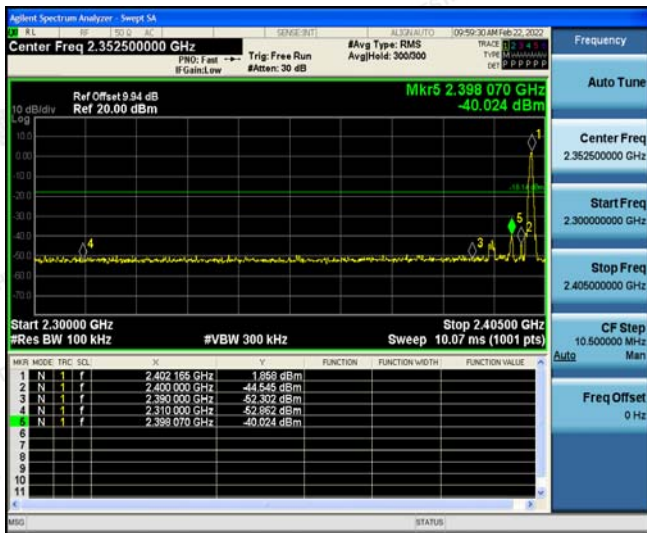 Agilent Spectrum Analyzer - Swept SA
RL RF 50 Ω AC SENSE:INT ALIGNAUTO 09:59:30 AM Feb 22, 2022
Center Freq 2.352500000 GHz
PNO: Fast
IFGain:Low
Trig: Free Run
#Atten: 30 dB
#Avg Type: RMS
Avg|Hold: 300/300
TRACE 1 2 3 4 5 6
TYPE
DET P P P P P P
Ref Offset 9.94 dB
Ref 20.00 dBm
10 dB/div
Log
Mkr5 2.398 070 GHz
-40.024 dBm
10.0
0.00
-10.0
-20.0
-30.0
-40.0
-50.0
-60.0
-70.0
1
2
3
4
5
Start 2.30000 GHz
Stop 2.40500 GHz
#Res BW 100 kHz
#VBW 300 kHz
Sweep 10.07 ms (1001 pts)
MKR MODE TRC SCL X Y FUNCTION FUNCTION WIDTH FUNCTION VALUE
1 N 1 f 2.402 165 GHz 1.858 dBm
2 N 1 f 2.400 000 GHz -44.545 dBm
3 N 1 f 2.390 000 GHz -52.302 dBm
4 N 1 f 2.310 000 GHz -52.862 dBm
5 N 1 f 2.398 070 GHz -40.024 dBm
6
7
8
9
10
11
MSG
STATUS
Frequency
Auto Tune
Center Freq
2.352500000 GHz
Start Freq
2.300000000 GHz
Stop Freq
2.405000000 GHz
CF Step
10.500000 MHz
Auto Man
Freq Offset
0 Hz